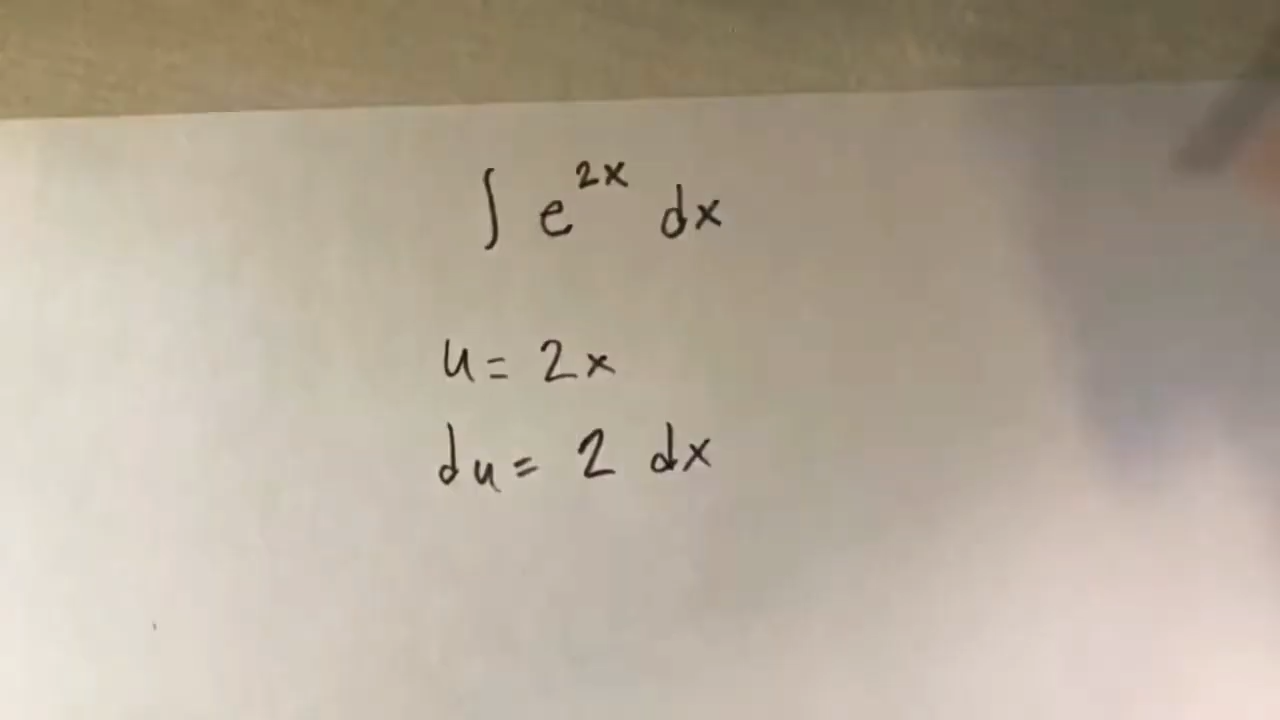 ∫ e^{2x} dx
u = 2x
du = 2 dx